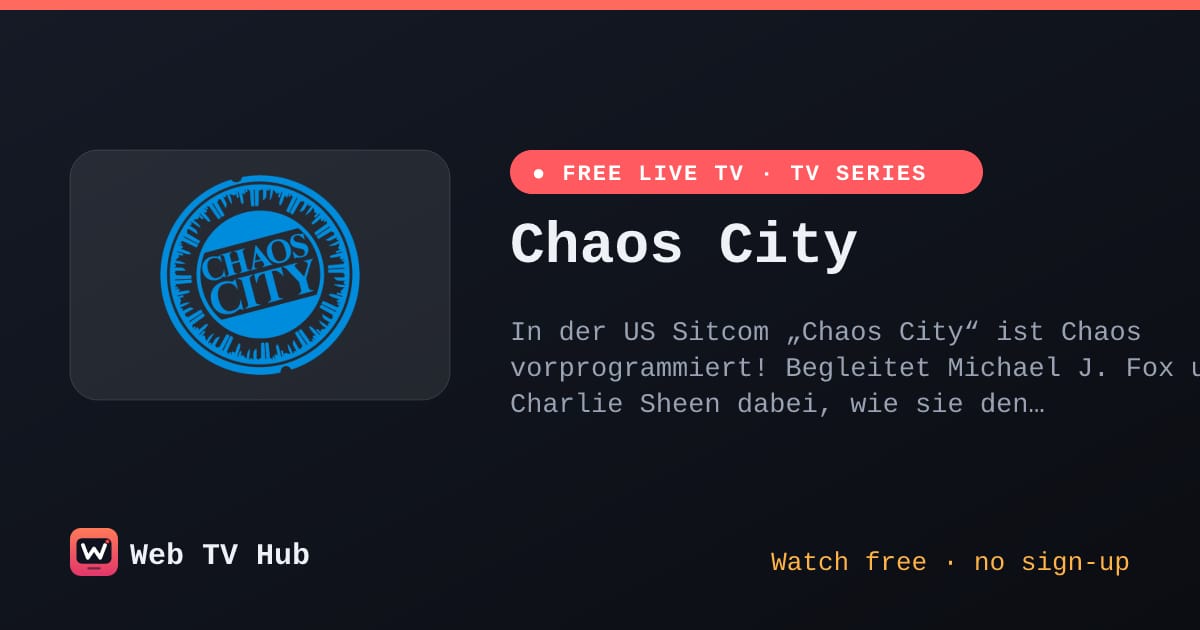 CHAOS
CITY
● FREE LIVE TV · TV SERIES
Chaos City
In der US Sitcom „Chaos City“ ist Chaos
vorprogrammiert! Begleitet Michael J. Fox u
Charlie Sheen dabei, wie sie den…
W
Web TV Hub
Watch free · no sign-up